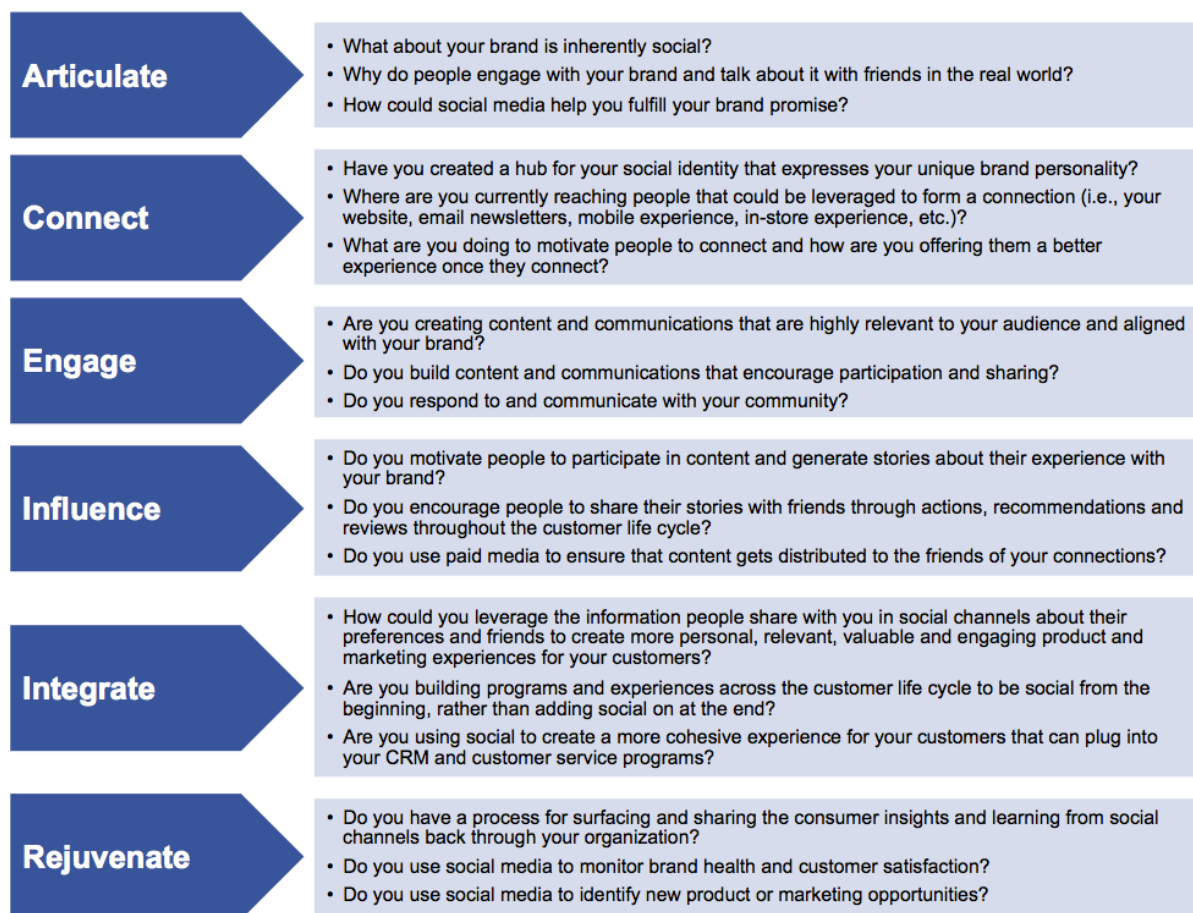 Articulate
• What about your brand is inherently social?
• Why do people engage with your brand and talk about it with friends in the real world?
• How could social media help you fulfill your brand promise?
Connect
• Have you created a hub for your social identity that expresses your unique brand personality?
• Where are you currently reaching people that could be leveraged to form a connection (i.e., your
website, email newsletters, mobile experience, in-store experience, etc.)?
• What are you doing to motivate people to connect and how are you offering them a better
experience once they connect?
Engage
• Are you creating content and communications that are highly relevant to your audience and aligned
with your brand?
• Do you build content and communications that encourage participation and sharing?
• Do you respond to and communicate with your community?
Influence
• Do you motivate people to participate in content and generate stories about their experience with
your brand?
• Do you encourage people to share their stories with friends through actions, recommendations and
reviews throughout the customer life cycle?
• Do you use paid media to ensure that content gets distributed to the friends of your connections?
Integrate
• How could you leverage the information people share with you in social channels about their
preferences and friends to create more personal, relevant, valuable and engaging product and
marketing experiences for your customers?
• Are you building programs and experiences across the customer life cycle to be social from the
beginning, rather than adding social on at the end?
• Are you using social to create a more cohesive experience for your customers that can plug into
your CRM and customer service programs?
Rejuvenate
• Do you have a process for surfacing and sharing the consumer insights and learning from social
channels back through your organization?
• Do you use social media to monitor brand health and customer satisfaction?
• Do you use social media to identify new product or marketing opportunities?